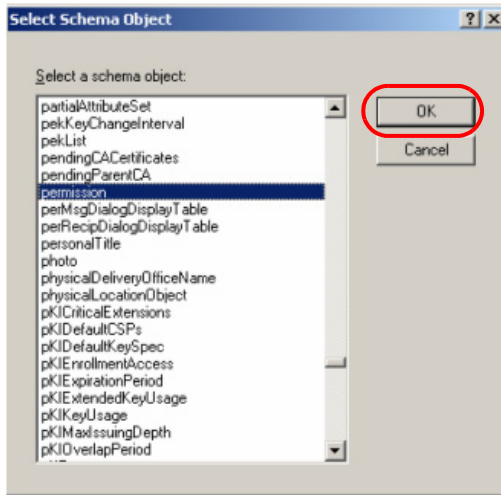 Select Schema Object
Select a schema object:
partialAttributeSet
pekKeyChangeInterval
pekList
pendingCACertificates
pendingParentCA
permission
perMsgDialogDisplayTable
perRecipDialogDisplayTable
personalTitle
photo
physicalDeliveryOfficeName
physicalLocationObject
pKICriticalExtensions
pKIDefaultCSPs
pKIDefaultKeySpec
pKIEnrollmentAccess
pKIExpirationPeriod
pKIExtendedKeyUsage
pKIKeyUsage
pKIMaxIssuingDepth
pKIOverlapPeriod
OK
Cancel